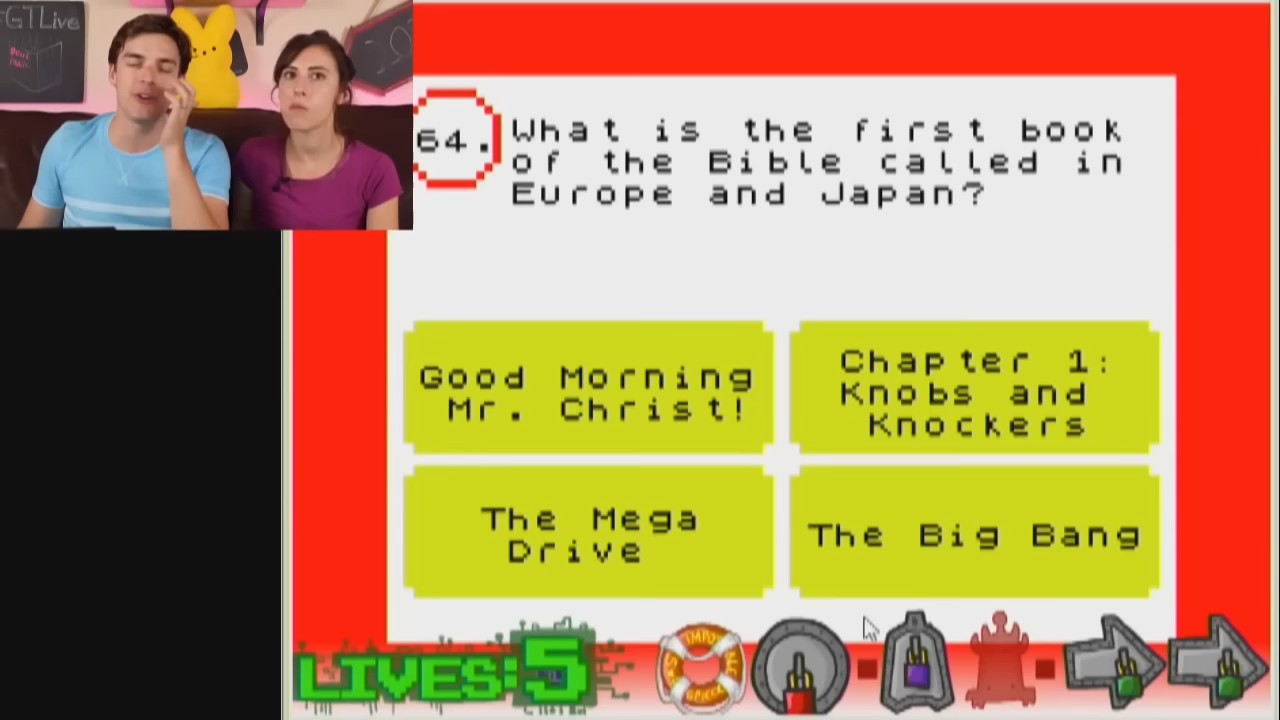 GTLive
64.
What is the first book
of the Bible called in
Europe and Japan?
Good Morning
Mr. Christ!
Chapter 1:
Knobs and
Knockers
The Mega
Drive
The Big Bang
LIVES:5